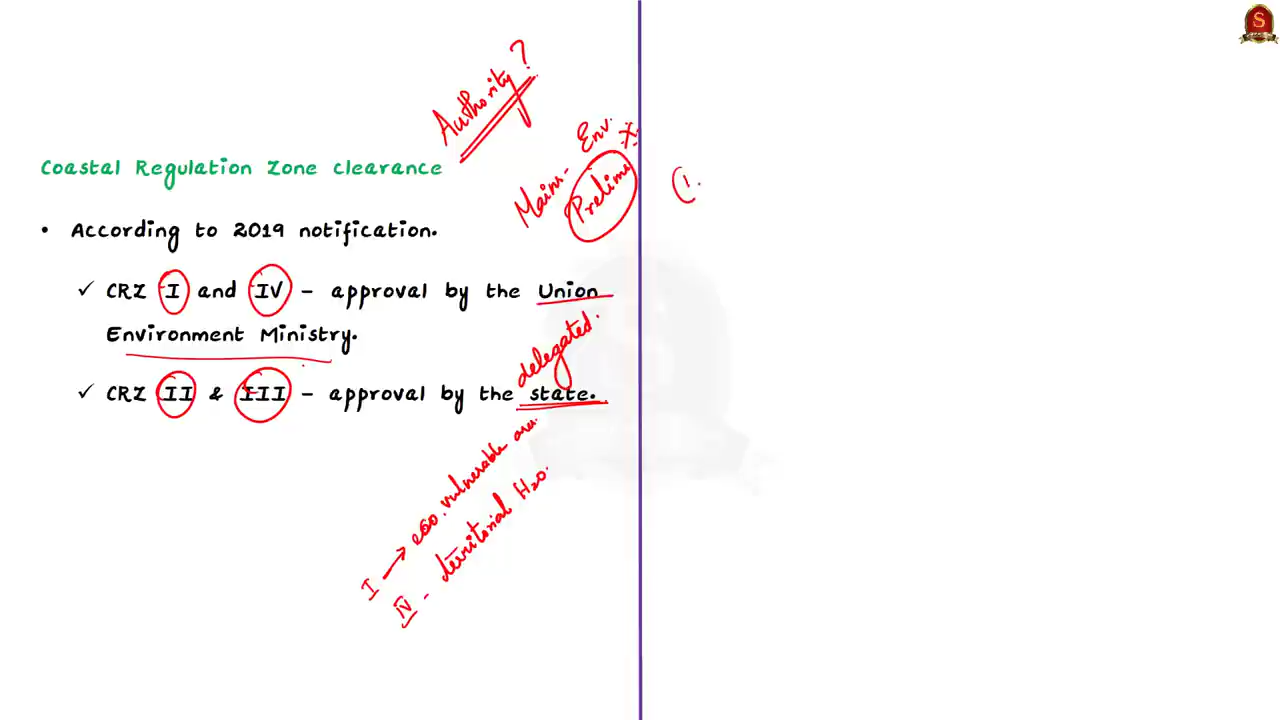 Authority?
Env.
Mains-
Prelims
(1.
Coastal Regulation Zone clearance
• According to 2019 notification.
✓ CRZ I and IV - approval by the Union
Environment Ministry.
delegated.
✓ CRZ II & III - approval by the state.
I → eco. vulnerable area.
IV - territorial H2O.
S